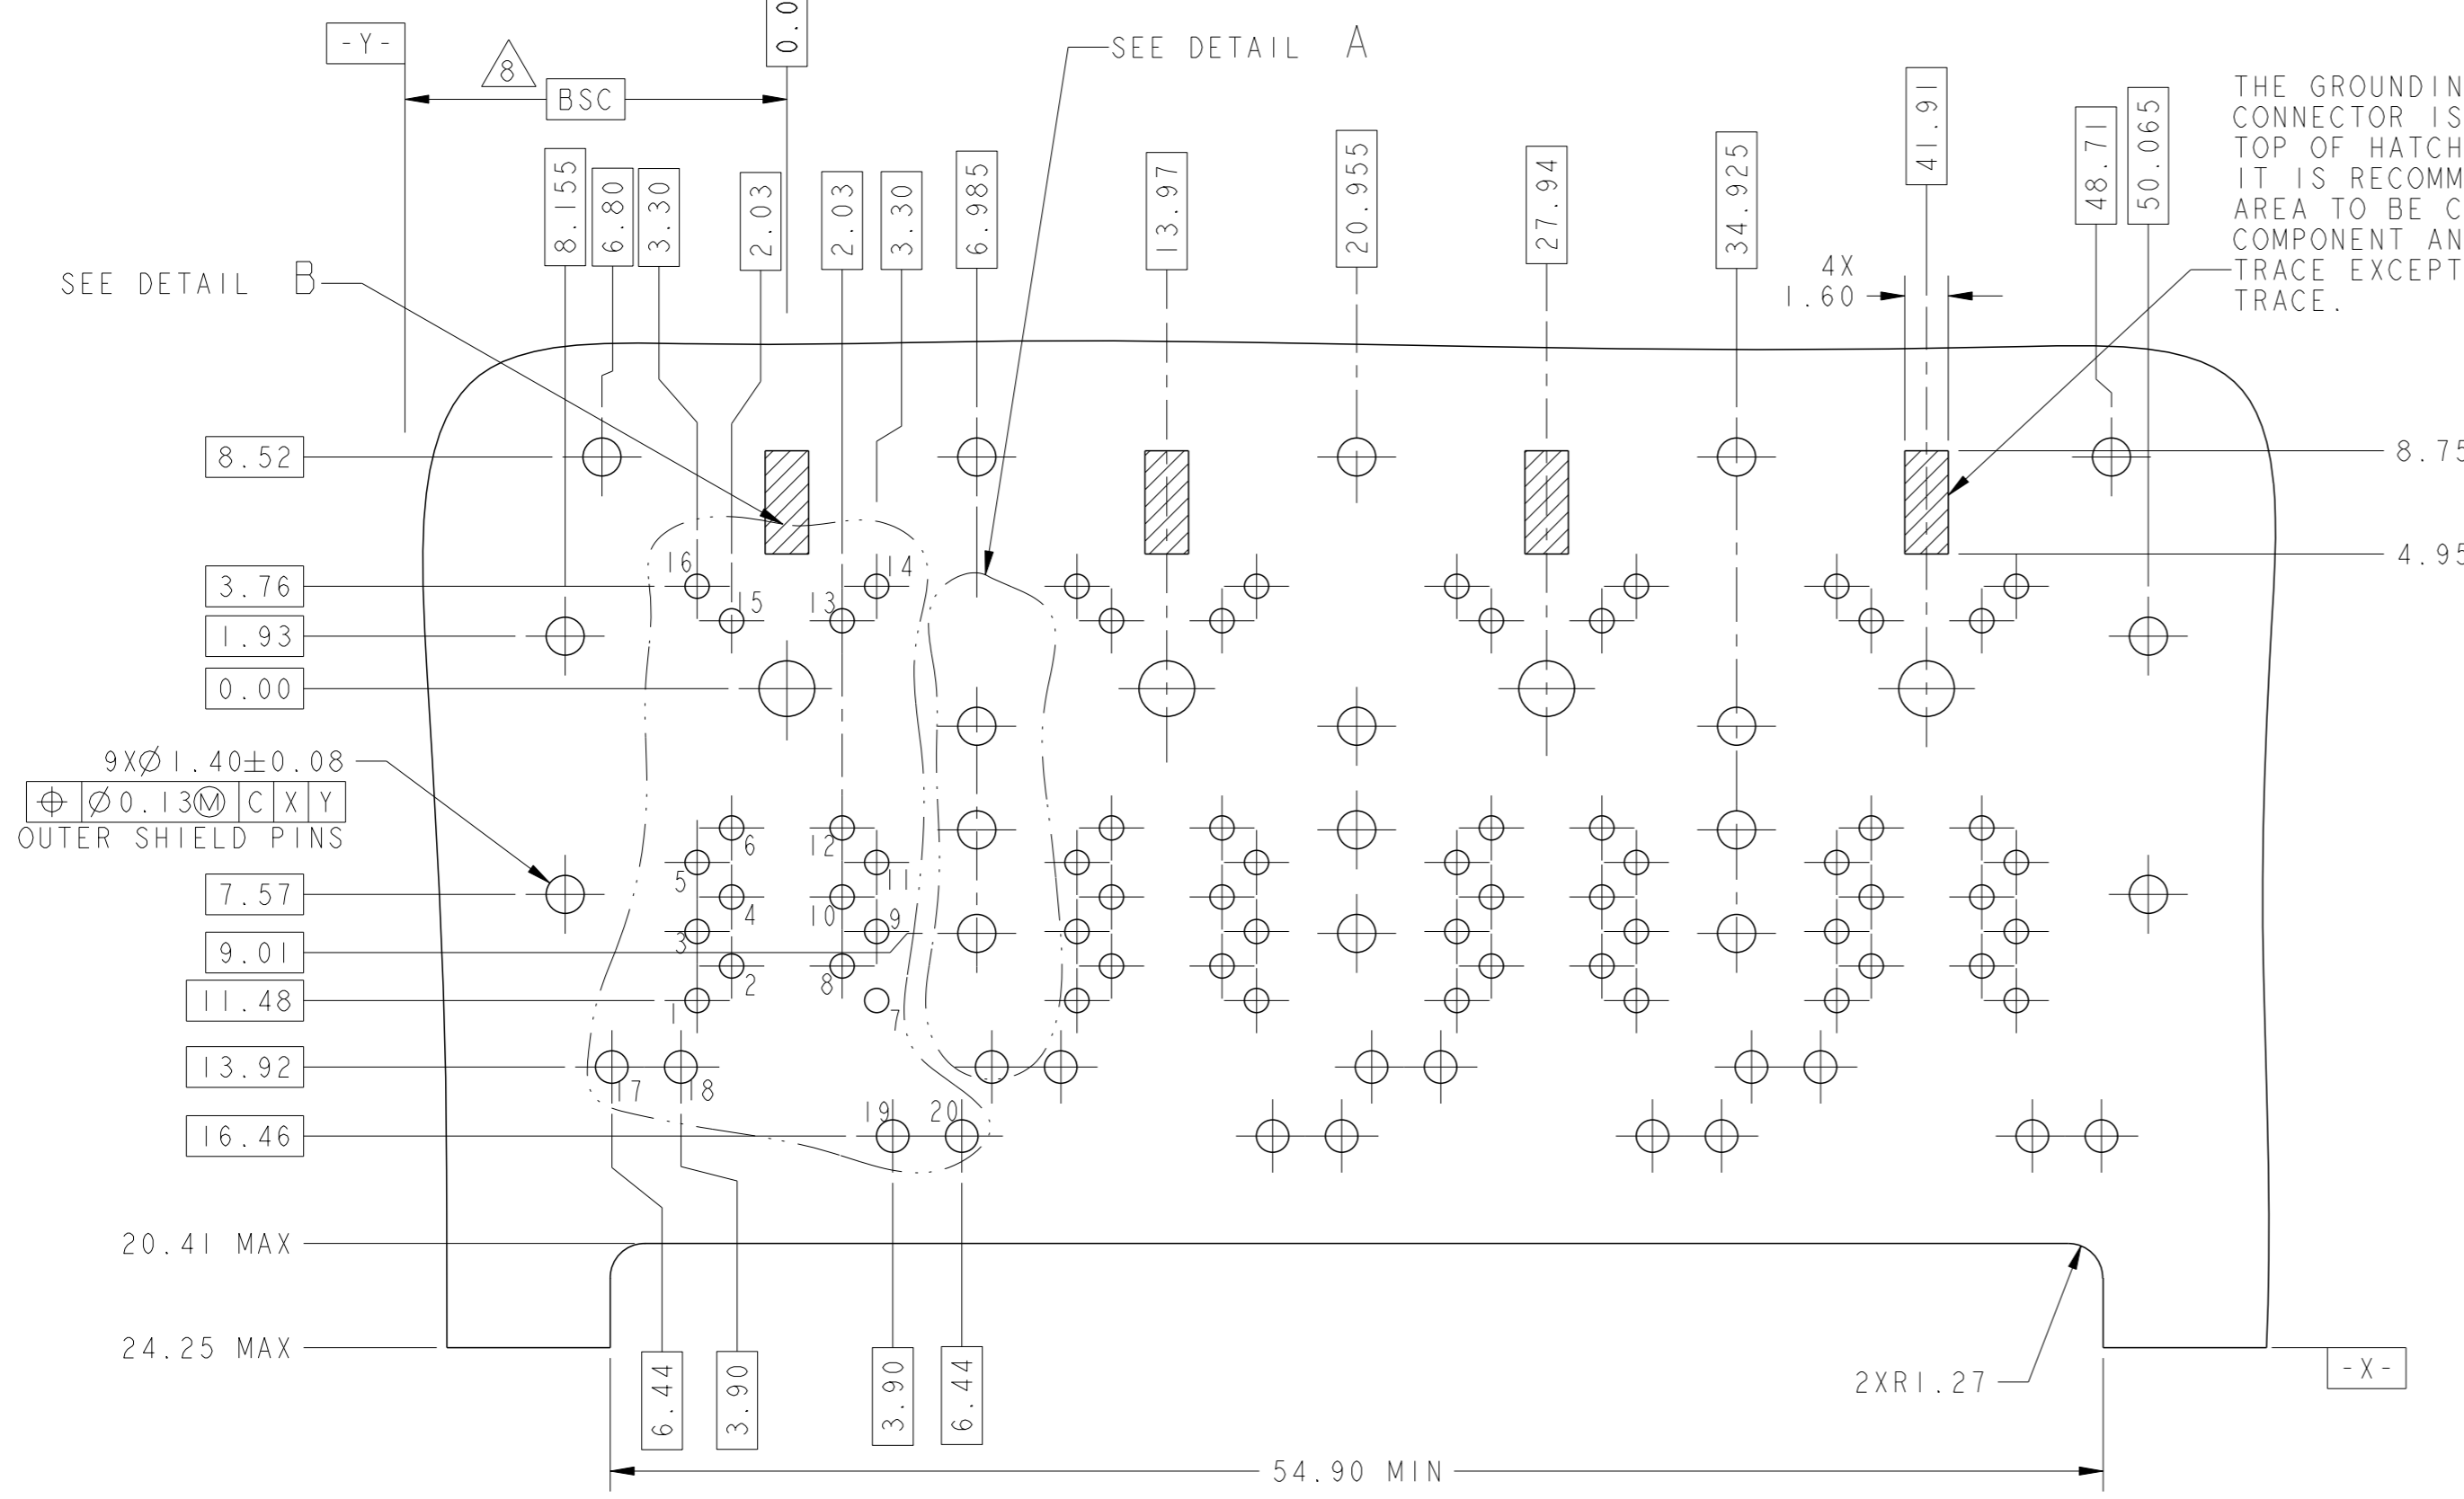 -Y-
8
BSC
0.0
SEE DETAIL A
THE GROUNDIN
CONNECTOR IS
TOP OF HATCH
IT IS RECOMM
AREA TO BE C
COMPONENT AN
TRACE EXCEPT
TRACE.
8.155
6.80
3.30
2.03
2.03
3.30
6.985
13.97
20.955
27.94
34.925
41.91
48.71
50.065
4X
1.60
SEE DETAIL B
8.52
8.75
4.95
3.76
1.93
0.00
16
15
13
14
9XØ1.40±0.08
⌖ Ø0.13Ⓜ C X Y
OUTER SHIELD PINS
6
12
5
11
7.57
4
10
9
3
9.01
2
8
11.48
1
7
13.92
17
18
19
20
16.46
20.41 MAX
24.25 MAX
6.44
3.90
3.90
6.44
2XR1.27
-X-
54.90 MIN